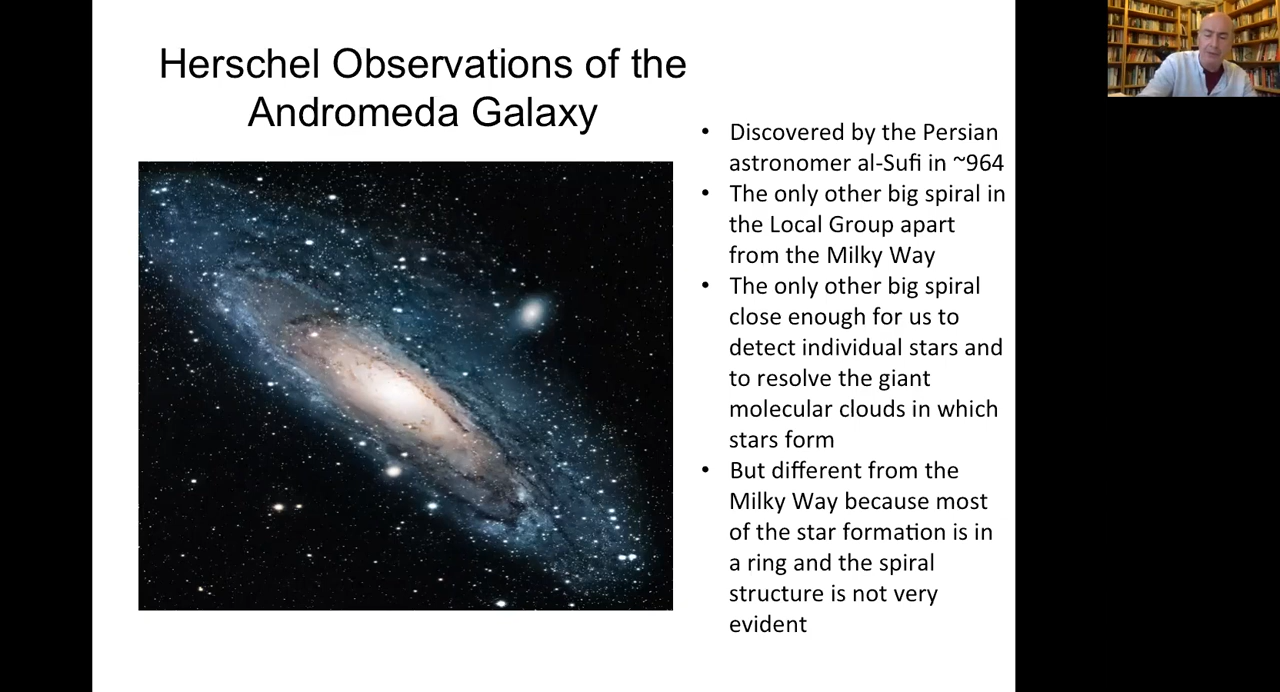 Herschel Observations of the
Andromeda Galaxy
• Discovered by the Persian
astronomer al-Sufi in ~964
• The only other big spiral in
the Local Group apart
from the Milky Way
• The only other big spiral
close enough for us to
detect individual stars and
to resolve the giant
molecular clouds in which
stars form
• But different from the
Milky Way because most
of the star formation is in
a ring and the spiral
structure is not very
evident